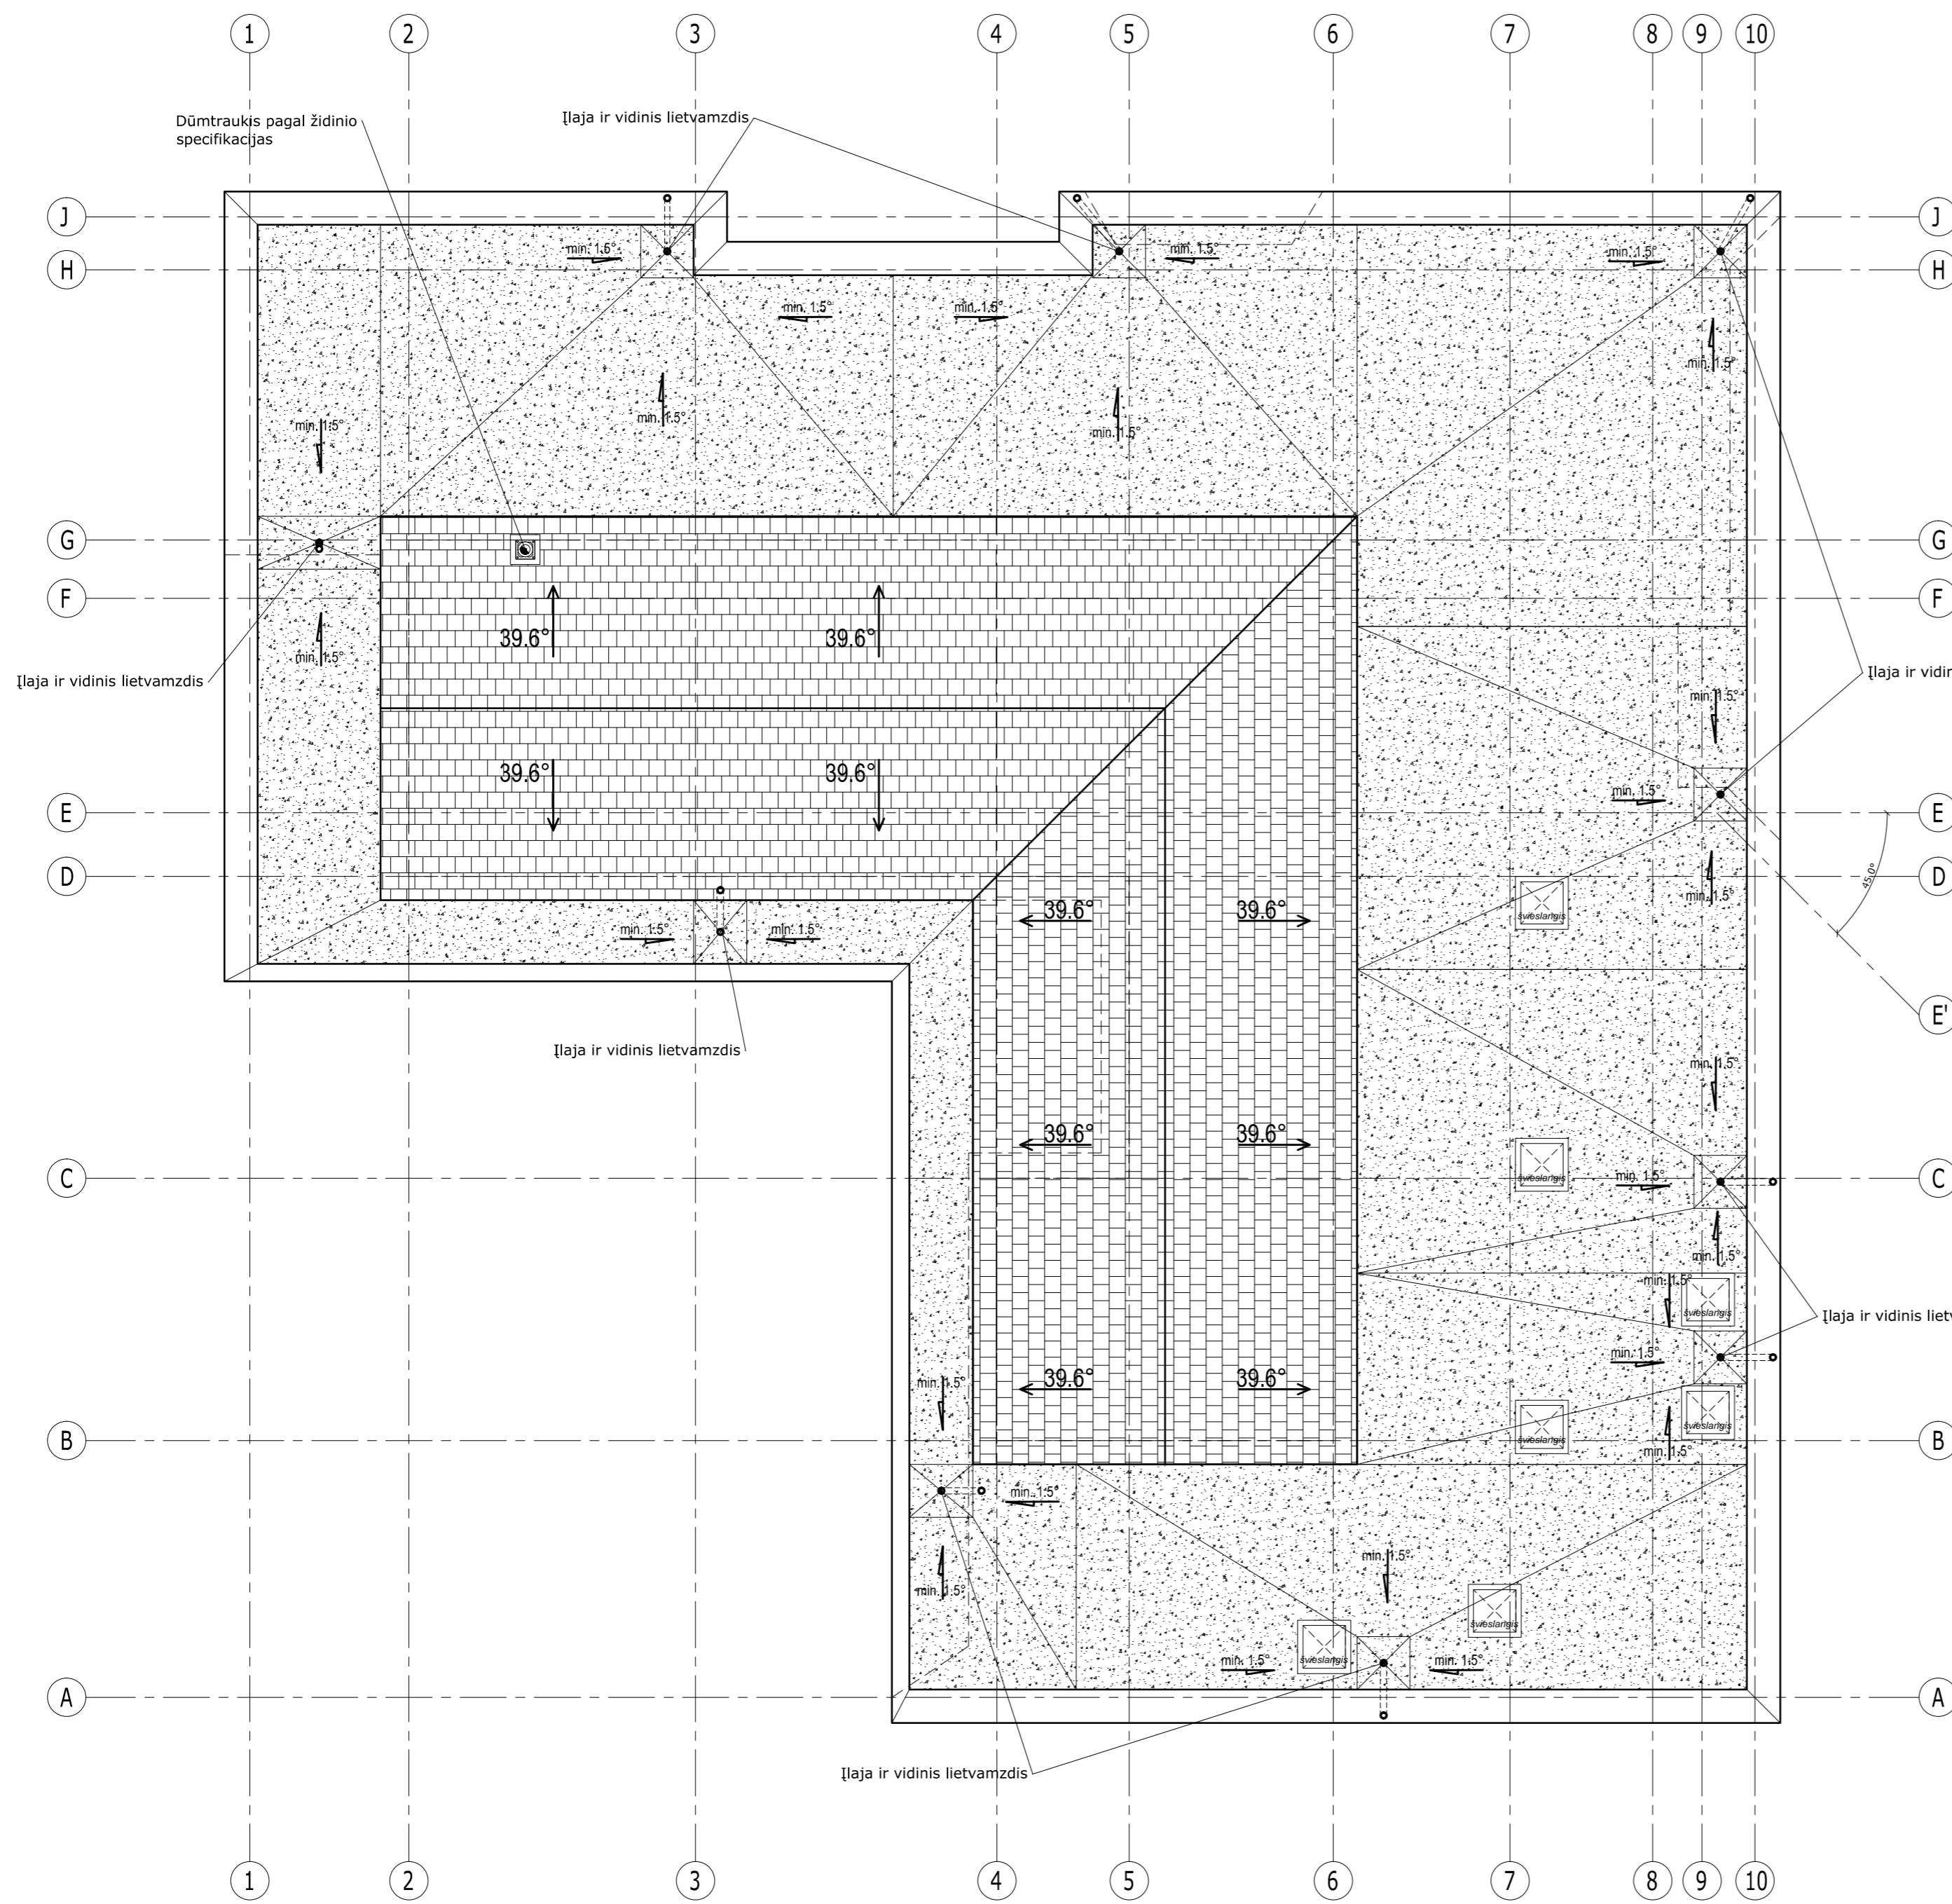 1 2 3 4 5 6 7 8 9 10
Įlaja ir vidinis lietvamzdis
Dūmtraukis pagal židinio
specifikacijas
J J
min. 1.5° min. 1.5° min. 1.5°
H H
min. 1.5° min. 1.5°
min. 1.5°
min. 1.5° min. 1.5° min. 1.5°
G G
F F
39.6° 39.6°
min. 1.5°
Įlaja ir vidinis lietvamzdis Įlaja ir
min. 1.5°
39.6° 39.6°
min. 1.5°
E E
D D
45.0°
min. 1.5°
39.6° 39.6°
švieslangis
min. 1.5° min. 1.5°
E'
Įlaja ir vidinis lietvamzdis
min. 1.5°
39.6° 39.6°
C C
min. 1.5°
švieslangis
min. 1.5°
min. 1.5°
švieslangis Įlaja ir vidinis
min. 1.5°
39.6° 39.6°
min. 1.5°
švieslangis švieslangis
B B
min. 1.5°
min. 1.5°
min. 1.5°
min. 1.5°
švieslangis
švieslangis
min. 1.5° min. 1.5°
A A
Įlaja ir vidinis lietvamzdis
1 2 3 4 5 6 7 8 9 10